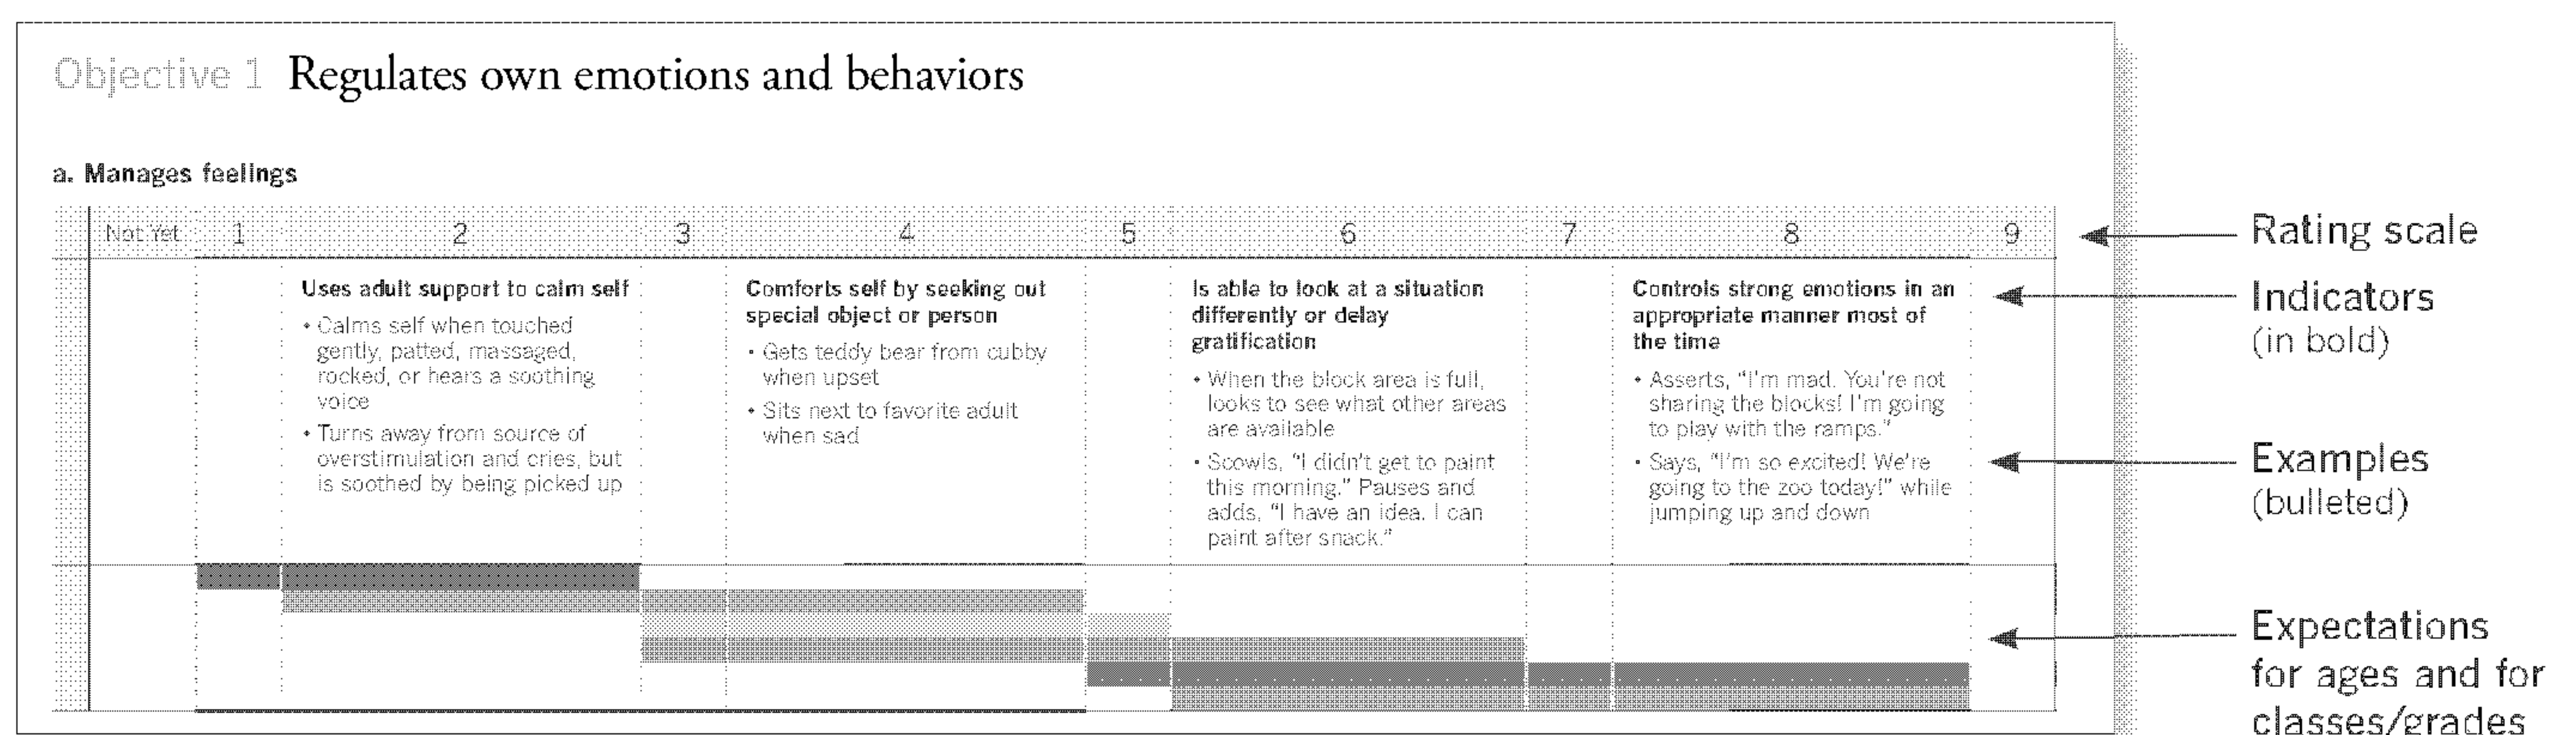 Objective 1 Regulates own emotions and behaviors
a. Manages feelings
Not Yet 1 2 3 4 5 6 7 8 9
Uses adult support to calm self
• Calms self when touched
gently, patted, massaged,
rocked, or hears a soothing
voice
• Turns away from source of
overstimulation and cries, but
is soothed by being picked up
Comforts self by seeking out
special object or person
• Gets teddy bear from cubby
when upset
• Sits next to favorite adult
when sad
Is able to look at a situation
differently or delay
gratification
• When the block area is full,
looks to see what other areas
are available
• Scowls, “I didn’t get to paint
this morning.” Pauses and
adds, “I have an idea. I can
paint after snack.”
Controls strong emotions in an
appropriate manner most of
the time
• Asserts, “I’m mad. You’re not
sharing the blocks! I’m going
to play with the ramps.”
• Says, “I’m so excited! We’re
going to the zoo today!” while
jumping up and down
Rating scale
Indicators
(in bold)
Examples
(bulleted)
Expectations
for ages and for
classes/grades